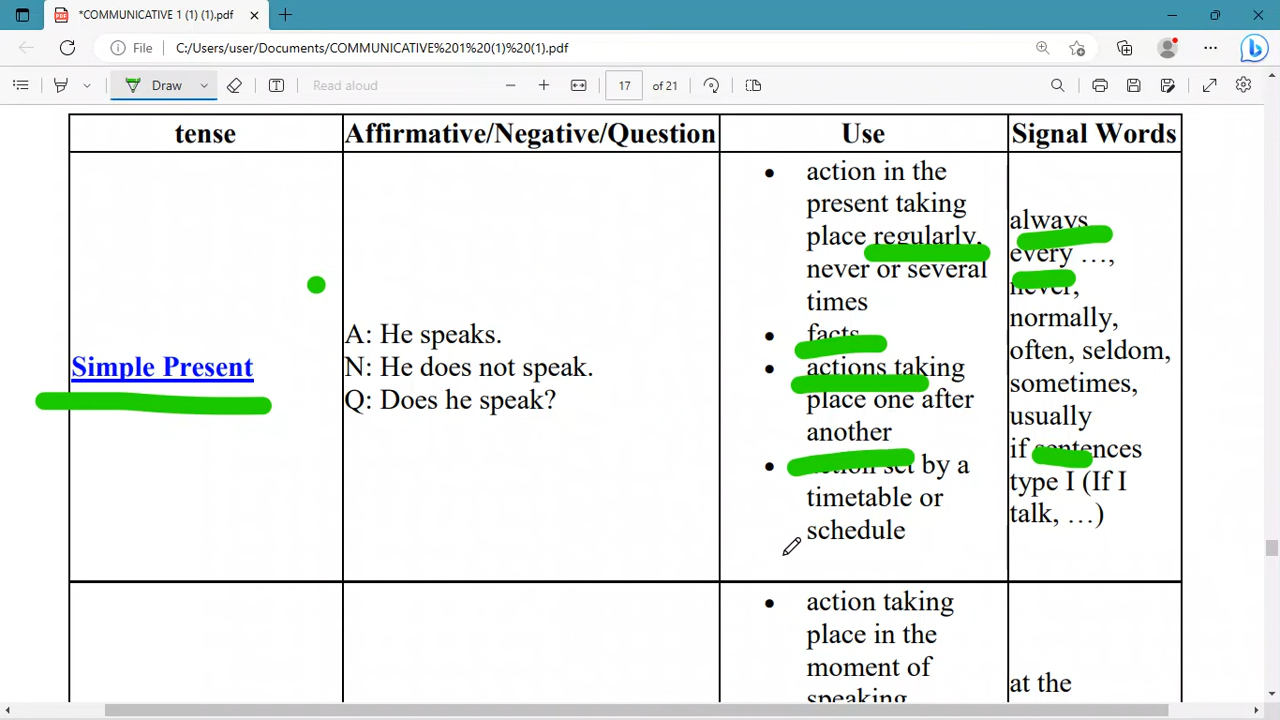 *COMMUNICATIVE 1 (1) (1).pdf
File C:/Users/user/Documents/COMMUNICATIVE%201%20(1)%20(1).pdf
Draw Read aloud 17 of 21
tense Affirmative/Negative/Question Use Signal Words
Simple Present
A: He speaks.
N: He does not speak.
Q: Does he speak?
• action in the
present taking
place regularly,
never or several
times
• facts
• actions taking
place one after
another
• action set by a
timetable or
schedule
always
every …,
never,
normally,
often, seldom,
sometimes,
usually
if sentences
type I (If I
talk, …)
• action taking
place in the
moment of
speaking
at the